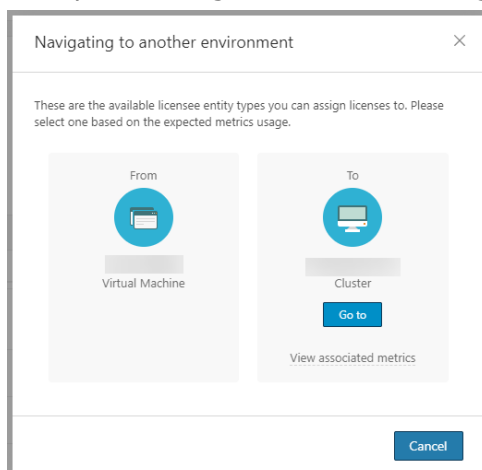 Navigating to another environment
These are the available licensee entity types you can assign licenses to. Please
select one based on the expected metrics usage.
From
To
Virtual Machine
Cluster
Go to
View associated metrics
Cancel